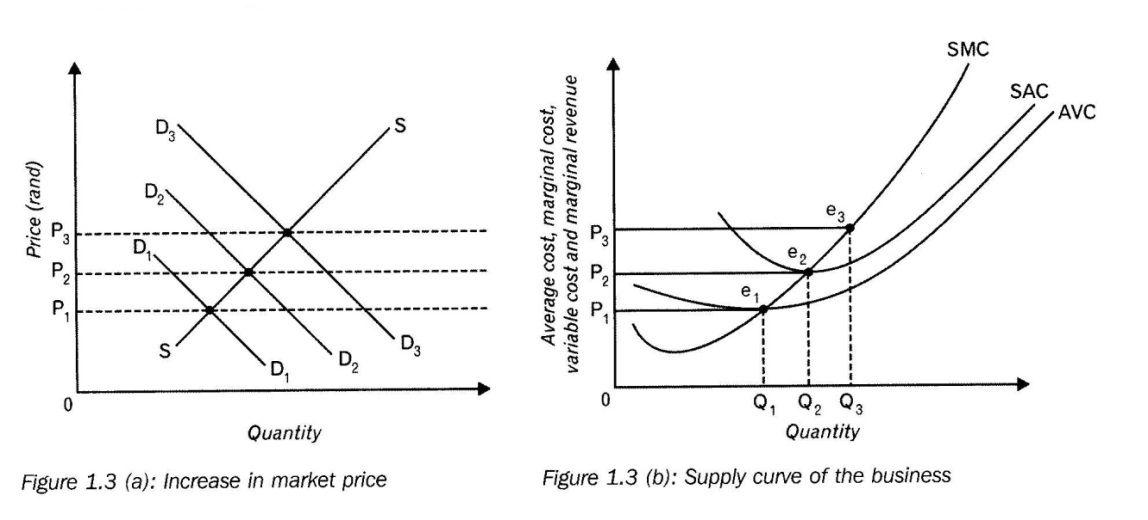 D₃
S
D₂
Price (rand)
P₃
D₁
P₂
P₁
S
D₁
D₂
D₃
0
Quantity
Figure 1.3 (a): Increase in market price
SMC
SAC
AVC
Average cost, marginal cost,
variable cost and marginal revenue
e₃
P₃
e₂
P₂
e₁
P₁
0
Q₁ Q₂ Q₃
Quantity
Figure 1.3 (b): Supply curve of the business